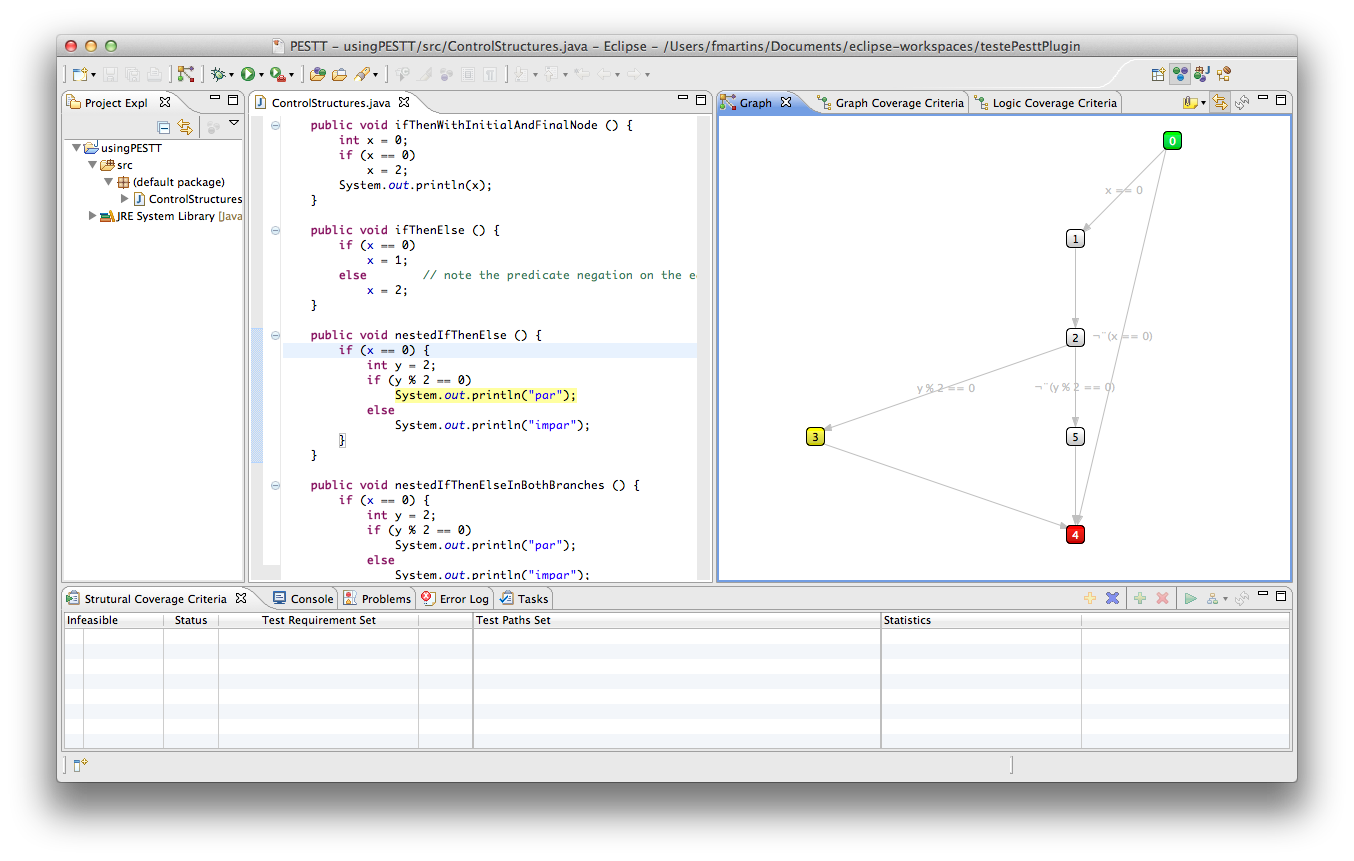 PESTT – usingPESTT/src/ControlStructures.java – Eclipse – /Users/fmartins/Documents/eclipse-workspaces/testePesttPlugin
Project Expl
usingPESTT
src
(default package)
ControlStructures
JRE System Library [Java
ControlStructures.java
public void ifThenWithInitialAndFinalNode () {
int x = 0;
if (x == 0)
x = 2;
System.out.println(x);
}
public void ifThenElse () {
if (x == 0)
x = 1;
else // note the predicate negation on the e
x = 2;
}
public void nestedIfThenElse () {
if (x == 0) {
int y = 2;
if (y % 2 == 0)
System.out.println("par");
else
System.out.println("impar");
}
}
public void nestedIfThenElseInBothBranches () {
if (x == 0) {
int y = 2;
if (y % 2 == 0)
System.out.println("par");
else
System.out.println("impar");
Graph
Graph Coverage Criteria
Logic Coverage Criteria
0
x == 0
1
2
¬¨(x == 0)
y % 2 == 0
¬¨(y % 2 == 0)
3
5
4
Strutural Coverage Criteria
Console
Problems
Error Log
Tasks
Infeasible
Status
Test Requirement Set
Test Paths Set
Statistics